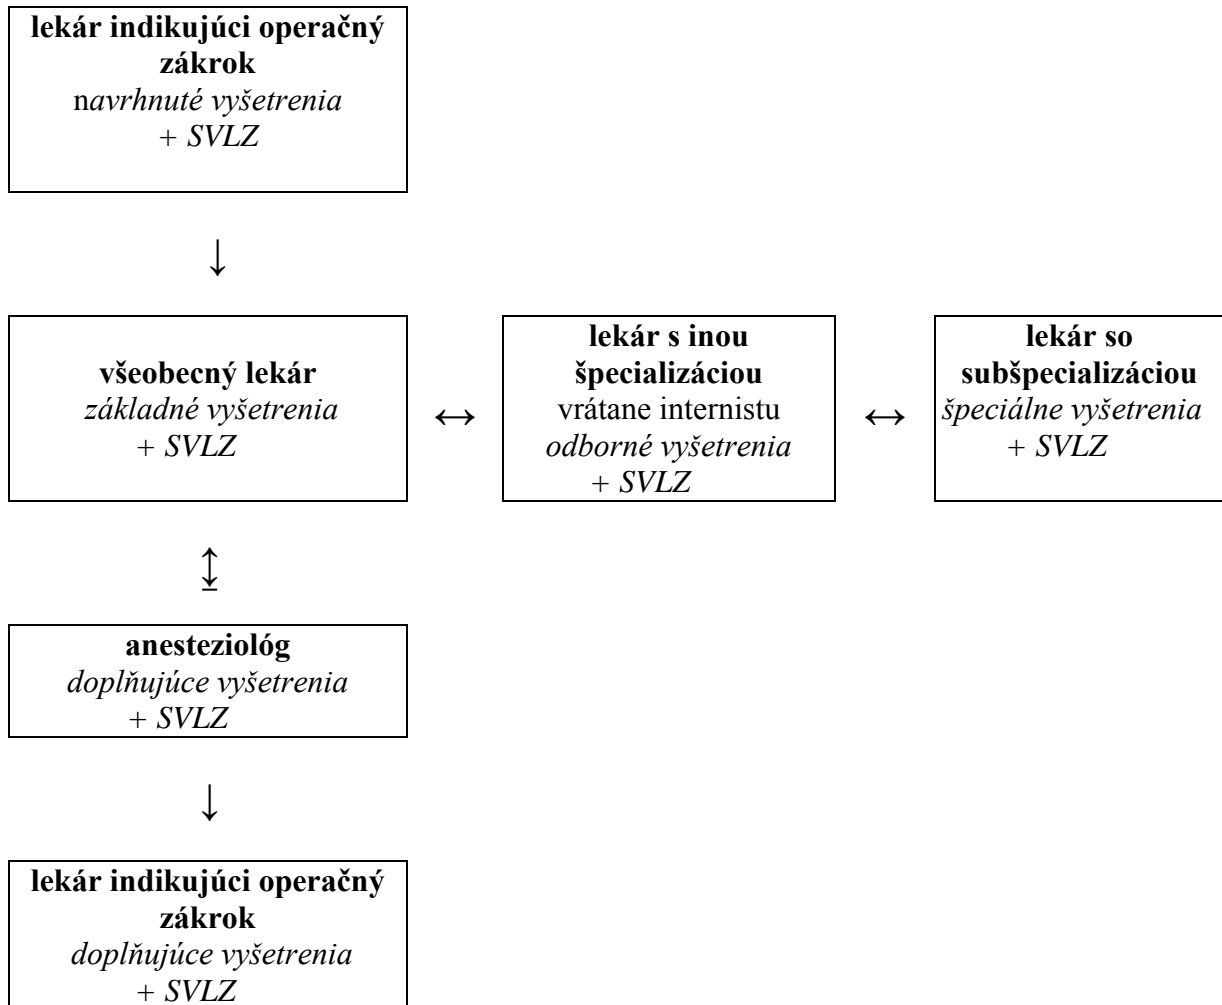 lekár indikujúci operačný
zákrok
navrhnuté vyšetrenia
+ SVLZ
↓
všeobecný lekár
základné vyšetrenia
+ SVLZ
↔
lekár s inou
špecializáciou
vrátane internistu
odborné vyšetrenia
+ SVLZ
↔
lekár so
subšpecializáciou
špeciálne vyšetrenia
+ SVLZ
↨
anesteziológ
doplňujúce vyšetrenia
+ SVLZ
↓
lekár indikujúci operačný
zákrok
doplňujúce vyšetrenia
+ SVLZ